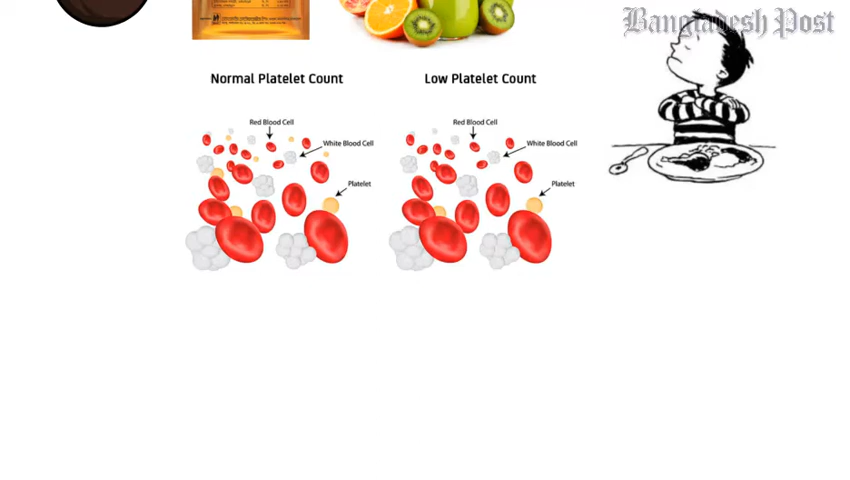 Bangladesh Post
Normal Platelet Count
Low Platelet Count
Red Blood Cell
White Blood Cell
Platelet
Red Blood Cell
White Blood Cell
Platelet